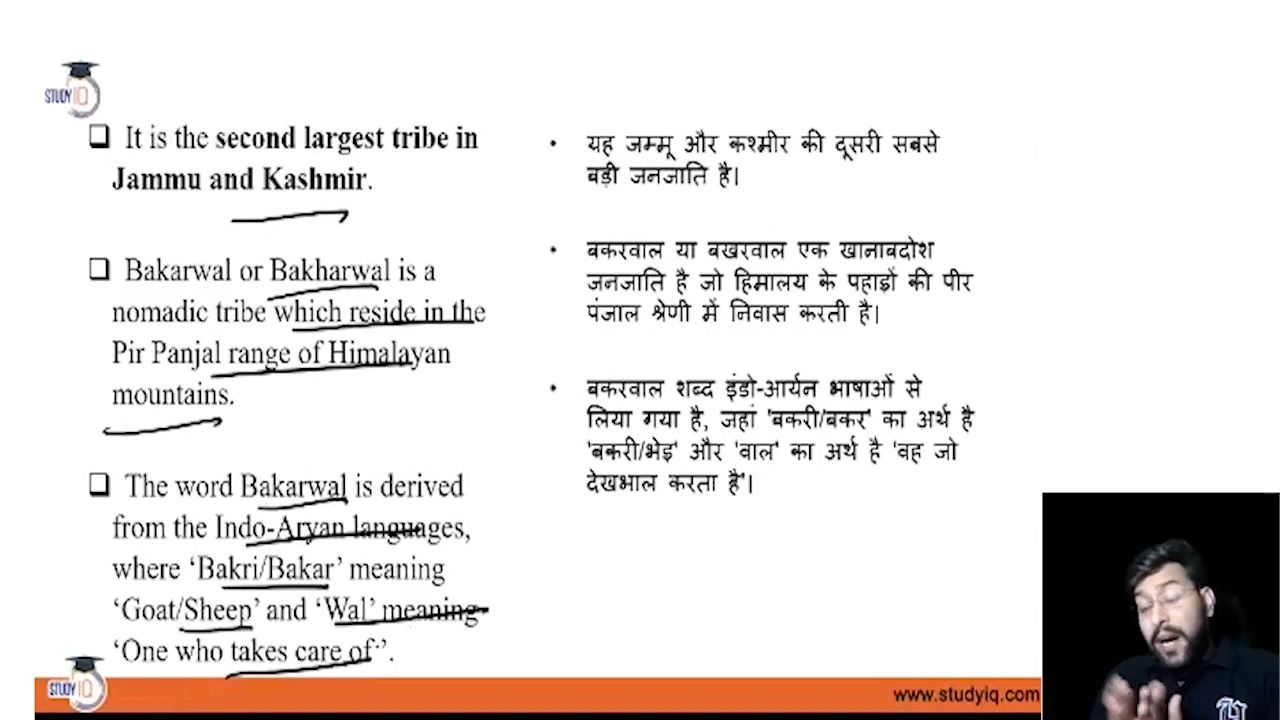 STUDY IQ
❑ It is the second largest tribe in
Jammu and Kashmir.
❑ Bakarwal or Bakharwal is a
nomadic tribe which reside in the
Pir Panjal range of Himalayan
mountains.
❑ The word Bakarwal is derived
from the Indo-Aryan languages,
where ‘Bakri/Bakar’ meaning
‘Goat/Sheep’ and ‘Wal’ meaning
‘One who takes care of’.
• यह जम्मू और कश्मीर की दूसरी सबसे
बड़ी जनजाति है।
• बकरवाल या बखरवाल एक खानाबदोश
जनजाति है जो हिमालय के पहाड़ों की पीर
पंजाल श्रेणी में निवास करती है।
• बकरवाल शब्द इंडो-आर्यन भाषाओं से
लिया गया है, जहां 'बकरी/बकर' का अर्थ है
'बकरी/भेड़' और 'वाल' का अर्थ है 'वह जो
देखभाल करता है'।
STUDY IQ
www.studyiq.com